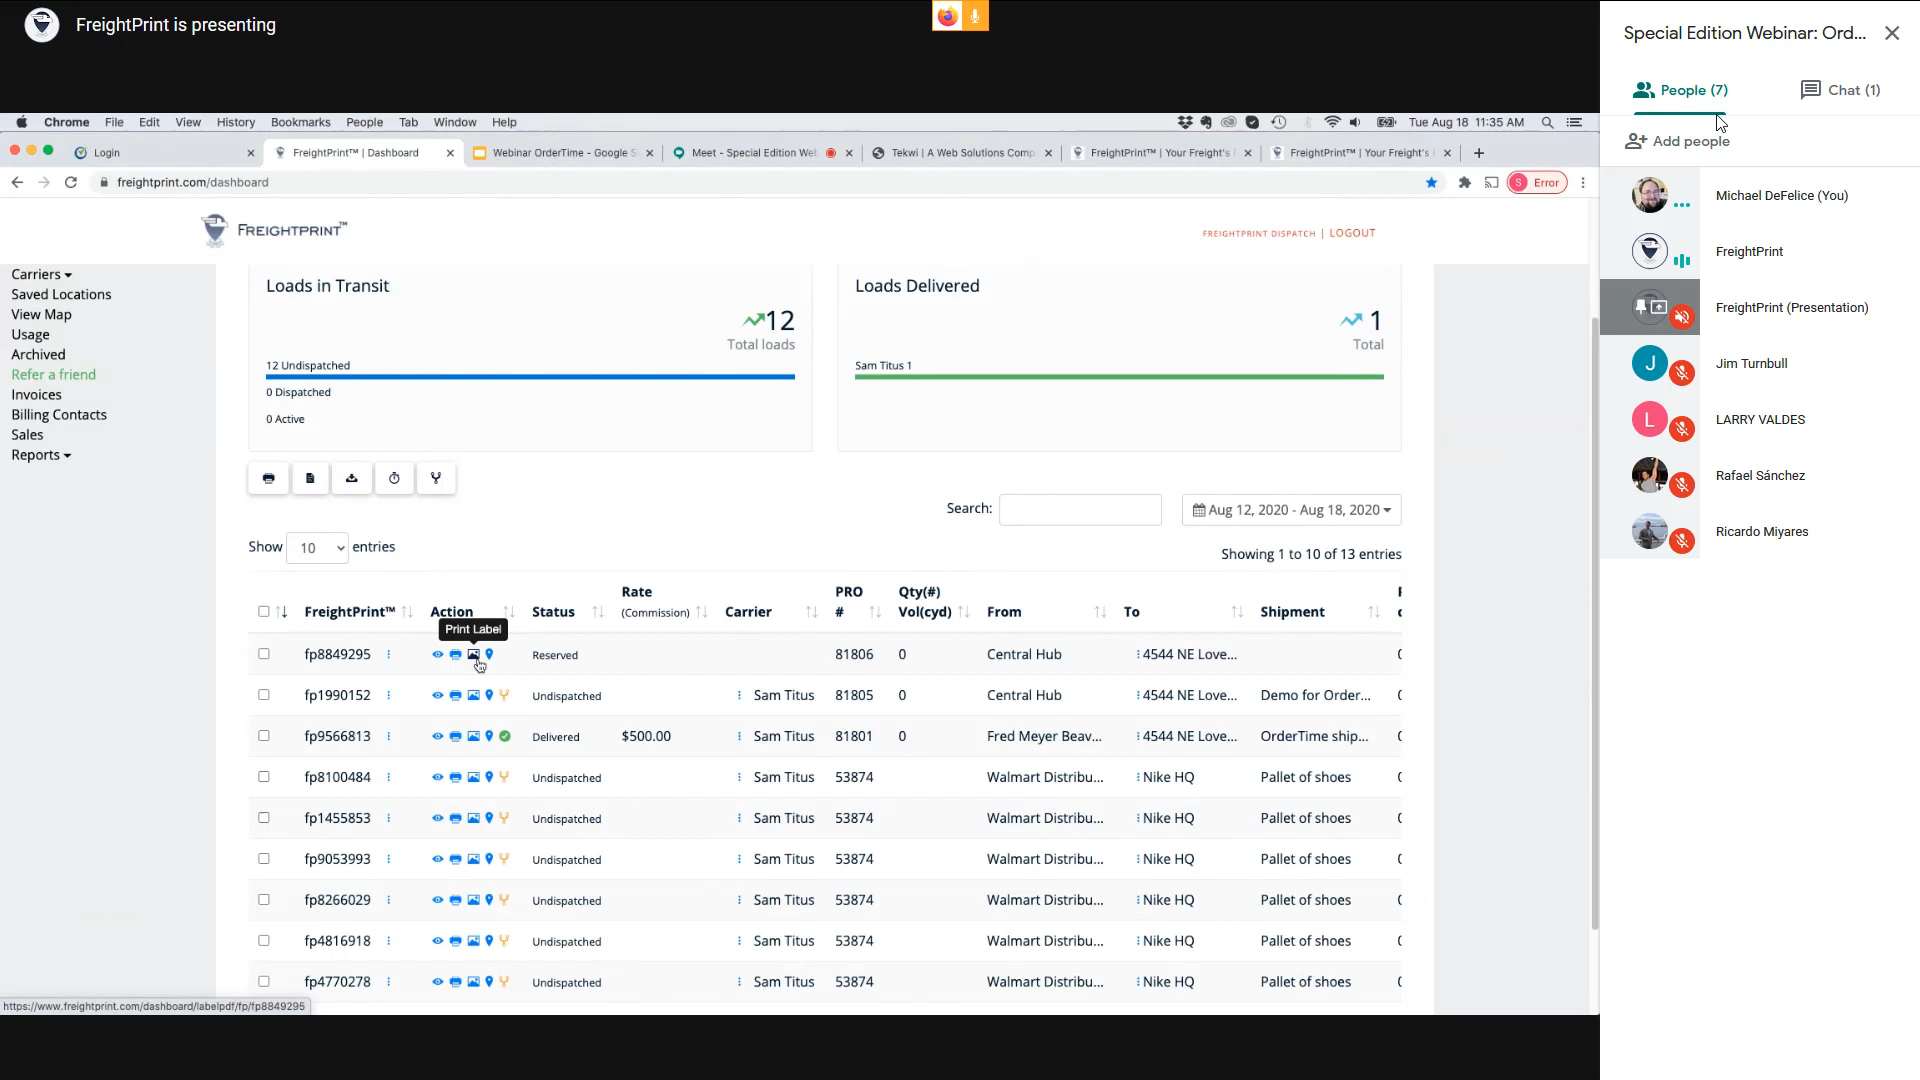 FreightPrint is presenting
Special Edition Webinar: Ord...
People (7)
Chat (1)
Add people
Michael DeFelice (You)
FreightPrint
FreightPrint (Presentation)
J
Jim Turnbull
L
LARRY VALDES
Rafael Sánchez
Ricardo Miyares
Chrome File Edit View History Bookmarks People Tab Window Help
Tue Aug 18 11:35 AM
Login
FreightPrint™ | Dashboard
Webinar OrderTime - Google S
Meet - Special Edition Web
Tekwi | A Web Solutions Comp
FreightPrint™ | Your Freight's
FreightPrint™ | Your Freight's
freightprint.com/dashboard
S Error
FREIGHTPRINT™
FREIGHTPRINT DISPATCH | LOGOUT
Carriers
Saved Locations
View Map
Usage
Archived
Refer a friend
Invoices
Billing Contacts
Sales
Reports
Loads in Transit
12
Total loads
12 Undispatched
0 Dispatched
0 Active
Loads Delivered
1
Total
Sam Titus 1
Search:
Aug 12, 2020 - Aug 18, 2020
Show 10 entries
Showing 1 to 10 of 13 entries
FreightPrint™ Action Status Rate (Commission) Carrier PRO # Qty(#) Vol(cyd) From To Shipment
Print Label
fp8849295 Reserved 81806 0 Central Hub 4544 NE Love...
fp1990152 Undispatched Sam Titus 81805 0 Central Hub 4544 NE Love... Demo for Order...
fp9566813 Delivered $500.00 Sam Titus 81801 0 Fred Meyer Beav... 4544 NE Love... OrderTime ship...
fp8100484 Undispatched Sam Titus 53874 Walmart Distribu... Nike HQ Pallet of shoes
fp1455853 Undispatched Sam Titus 53874 Walmart Distribu... Nike HQ Pallet of shoes
fp9053993 Undispatched Sam Titus 53874 Walmart Distribu... Nike HQ Pallet of shoes
fp8266029 Undispatched Sam Titus 53874 Walmart Distribu... Nike HQ Pallet of shoes
fp4816918 Undispatched Sam Titus 53874 Walmart Distribu... Nike HQ Pallet of shoes
fp4770278 Undispatched Sam Titus 53874 Walmart Distribu... Nike HQ Pallet of shoes
https://www.freightprint.com/dashboard/labelpdf/fp/fp8849295